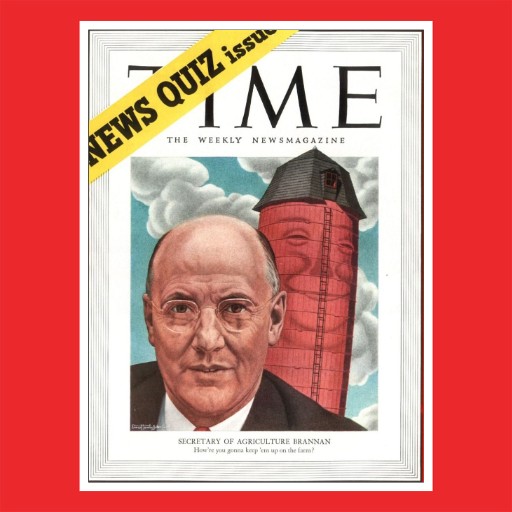 NEWS QUIZ issue
TIME
THE WEEKLY NEWSMAGAZINE
SECRETARY OF AGRICULTURE BRANNAN
How're you gonna keep 'em up on the farm?